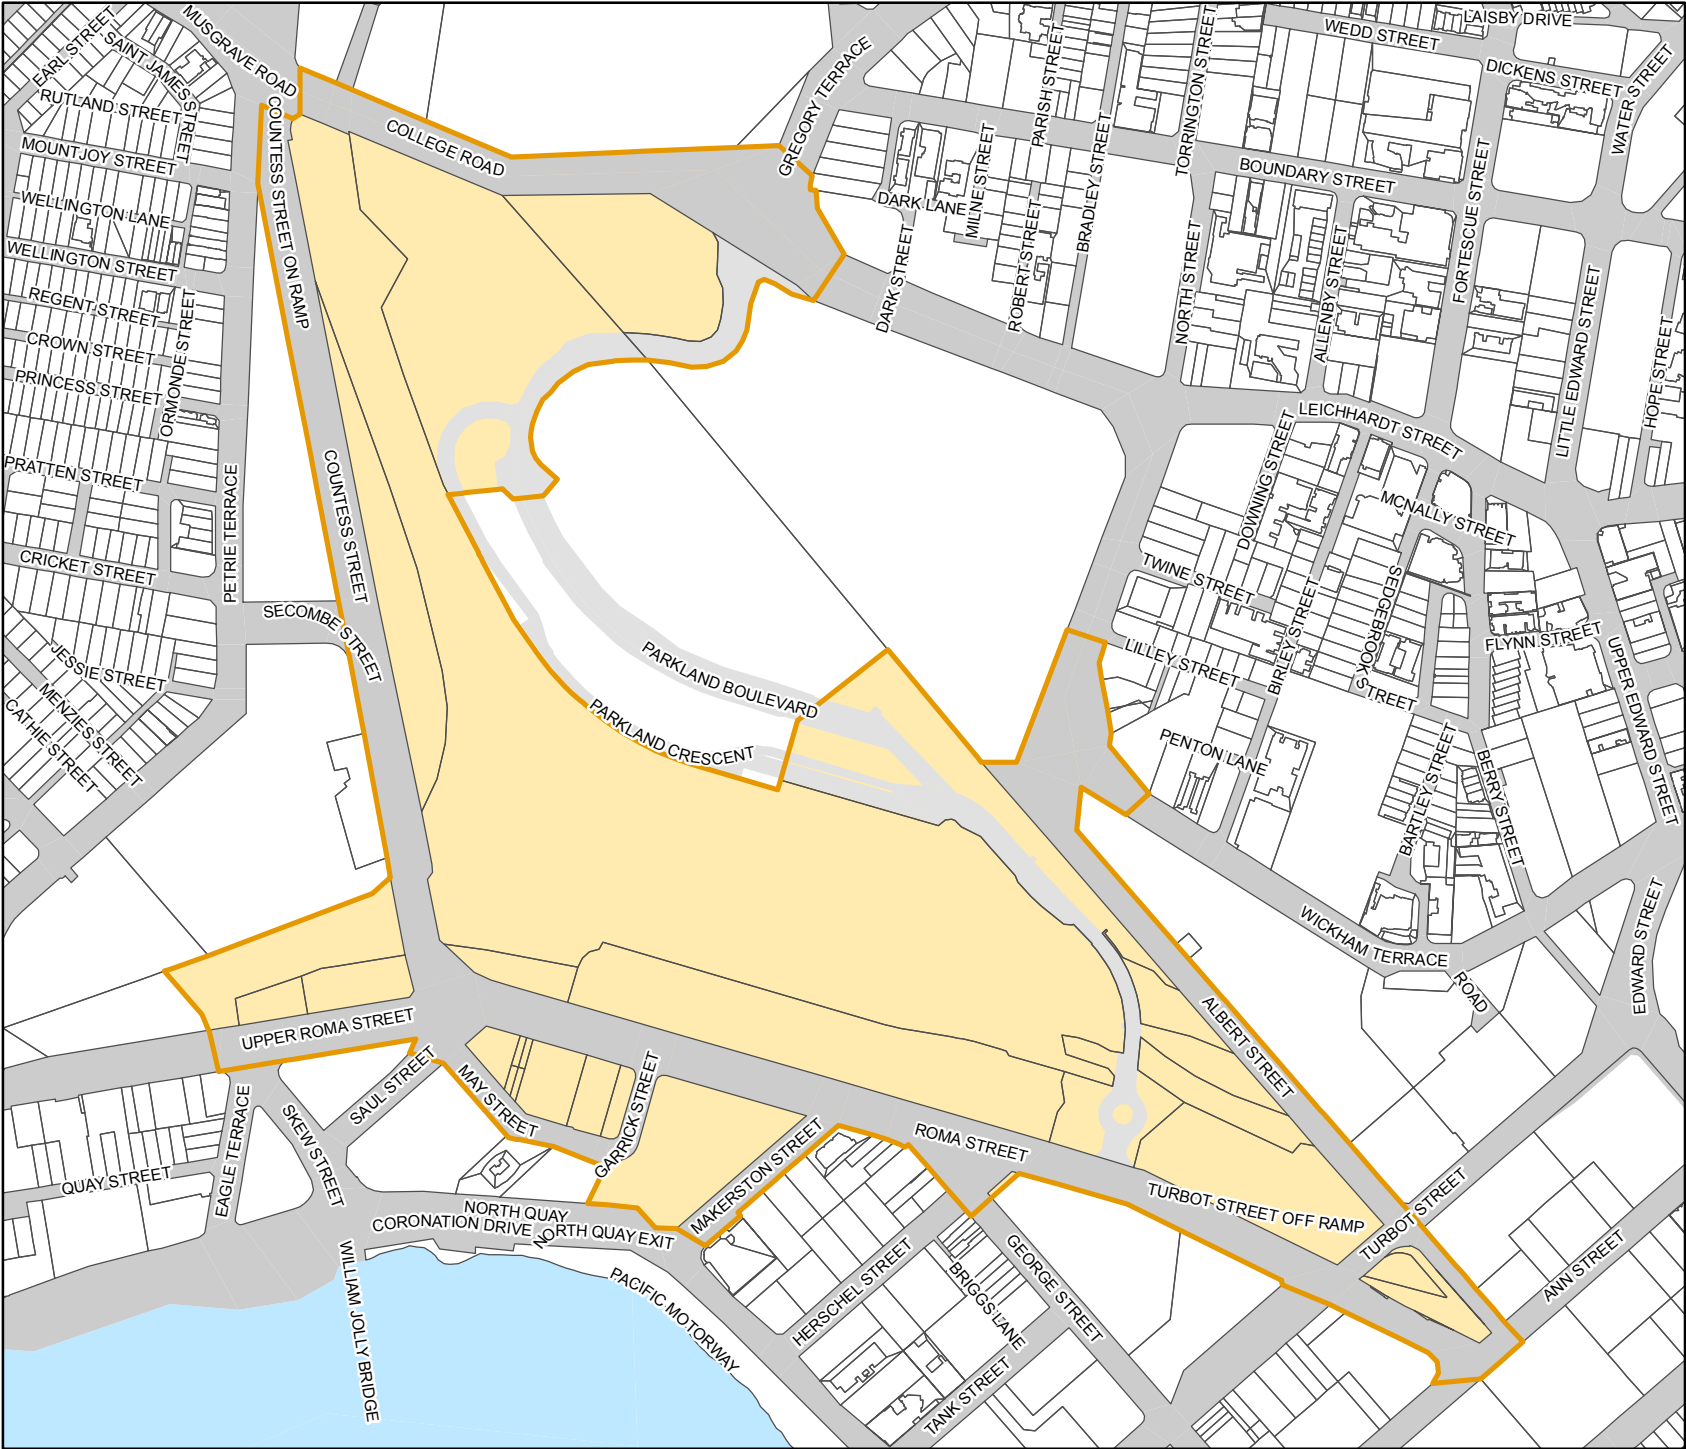 MUSGRAVE ROAD
EARL STREET
SAINT JAMES STREET
RUTLAND STREET
MOUNTJOY STREET
WELLINGTON LANE
WELLINGTON STREET
REGENT STREET
CROWN STREET
PRINCESS STREET
ORMONDE STREET
PRATTEN STREET
PETRIE TERRACE
CRICKET STREET
SECOMBE STREET
JESSIE STREET
MENZIES STREET
CATHIE STREET
COUNTESS STREET ON RAMP
COUNTESS STREET
COLLEGE ROAD
GREGORY TERRACE
LAISBY DRIVE
WEDD STREET
DICKENS STREET
WATER STREET
PARISH STREET
TORRINGTON STREET
BOUNDARY STREET
BRADLEY STREET
FORTESCUE STREET
DARK LANE
MILNE STREET
ROBERT STREET
DARK STREET
NORTH STREET
ALLENBY STREET
LITTLE EDWARD STREET
HOPE STREET
LEICHHARDT STREET
DOWNING STREET
MCNALLY STREET
TWINE STREET
SEDGEBROOK STREET
BIRLEY STREET
FLYNN STREET
LILLEY STREET
STREET
UPPER EDWARD STREET
PENTON LANE
BARTLEY STREET
BERRY STREET
PARKLAND BOULEVARD
PARKLAND CRESCENT
WICKHAM TERRACE
ROAD
EDWARD STREET
ALBERT STREET
UPPER ROMA STREET
SAUL STREET
MAY STREET
GARRICK STREET
MAKERSTON STREET
ROMA STREET
TURBOT STREET OFF RAMP
TURBOT STREET
ANN STREET
EAGLE TERRACE
SKEW STREET
QUAY STREET
NORTH QUAY
CORONATION DRIVE
NORTH QUAY EXIT
WILLIAM JOLLY BRIDGE
PACIFIC MOTORWAY
HERSCHEL STREET
BRIGGS LANE
GEORGE STREET
TANK STREET